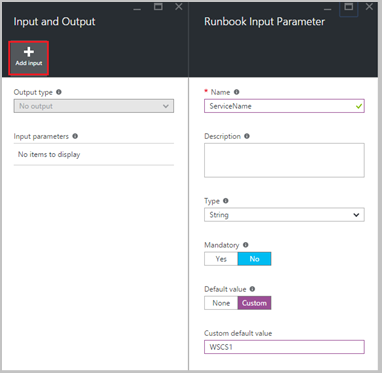 Input and Output
Add input
Output type
No output
Input parameters
No items to display
Runbook Input Parameter
* Name
ServiceName
Description
Type
String
Mandatory
Yes No
Default value
None Custom
Custom default value
WSCS1